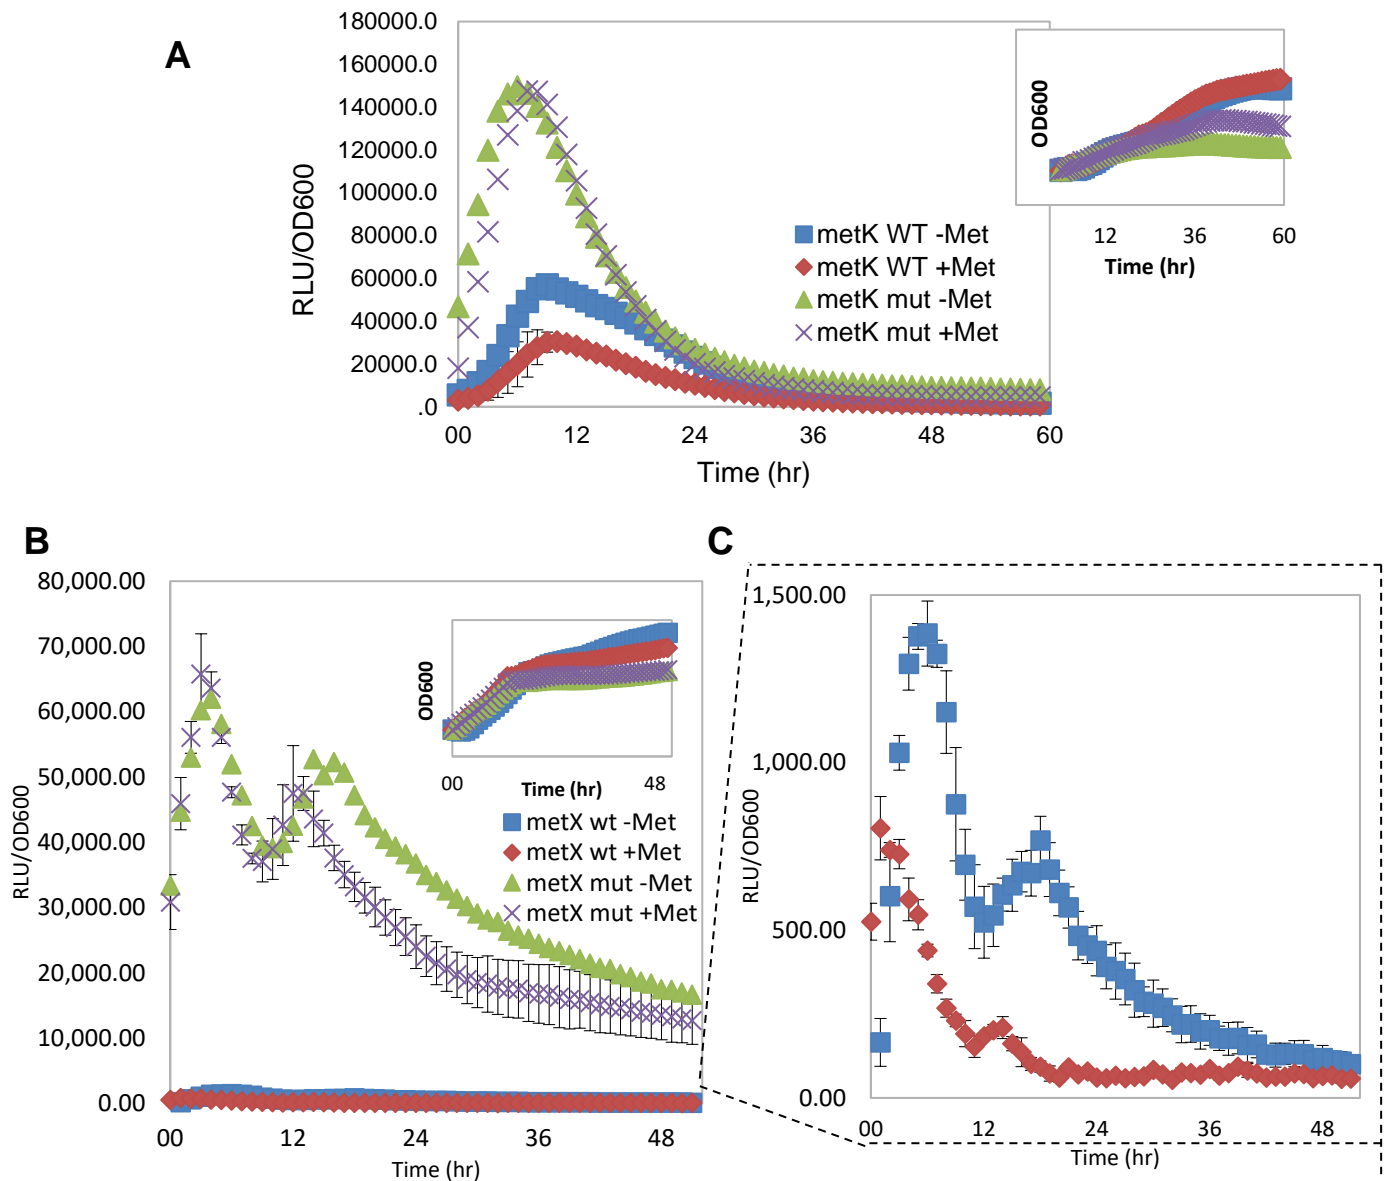 A
180000.0
160000.0
140000.0
120000.0
100000.0
80000.0
60000.0
40000.0
20000.0
.0
RLU/OD600
00 12 24 36 48 60
Time (hr)
metK WT -Met
metK WT +Met
metK mut -Met
metK mut +Met
OD600
12 36 60
Time (hr)
B
80,000.00
70,000.00
60,000.00
50,000.00
40,000.00
30,000.00
20,000.00
10,000.00
0.00
RLU/OD600
00 12 24 36 48
Time (hr)
OD600
00 48
Time (hr)
metX wt -Met
metX wt +Met
metX mut -Met
metX mut +Met
C
1,500.00
1,000.00
500.00
0.00
RLU/OD600
00 12 24 36 48
Time (hr)